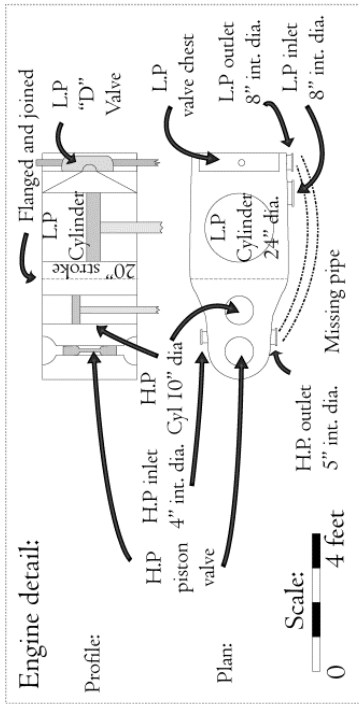 Engine detail:
Flanged and joined
Profile:
L.P
Cylinder
20" stroke
L.P
"D"
Valve
H.P
piston
valve
H.P inlet
4" int. dia.
H.P
Cyl 10" dia
L.P
valve chest
Plan:
L.P
Cylinder
24" dia.
L.P outlet
8" int. dia.
L.P inlet
8" int. dia.
H.P. outlet
5" int. dia.
Missing pipe
Scale:
0
4 feet